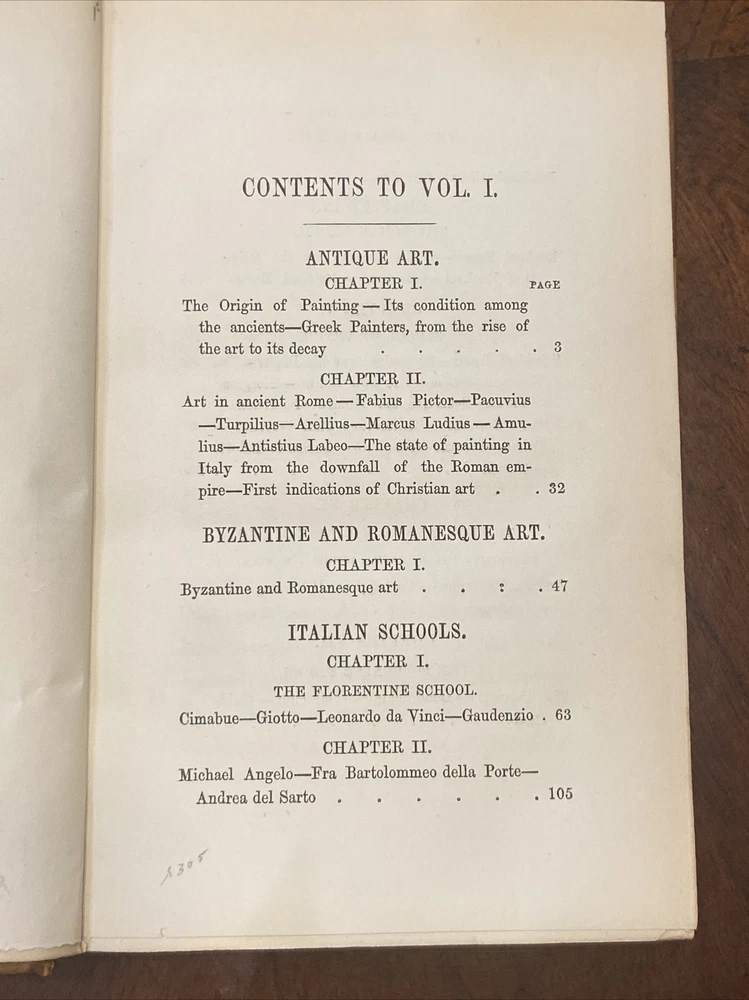 CONTENTS TO VOL. I.
ANTIQUE ART.
CHAPTER I.
PAGE
The Origin of Painting — Its condition among
the ancients—Greek Painters, from the rise of
the art to its decay . . . . . 3
CHAPTER II.
Art in ancient Rome — Fabius Pictor—Pacuvius
—Turpilius—Arellius—Marcus Ludius — Amu-
lius—Antistius Labeo—The state of painting in
Italy from the downfall of the Roman em-
pire—First indications of Christian art . . 32
BYZANTINE AND ROMANESQUE ART.
CHAPTER I.
Byzantine and Romanesque art . . : . 47
ITALIAN SCHOOLS.
CHAPTER I.
THE FLORENTINE SCHOOL.
Cimabue—Giotto—Leonardo da Vinci—Gaudenzio . 63
CHAPTER II.
Michael Angelo—Fra Bartolommeo della Porte—
Andrea del Sarto . . . . . . 105